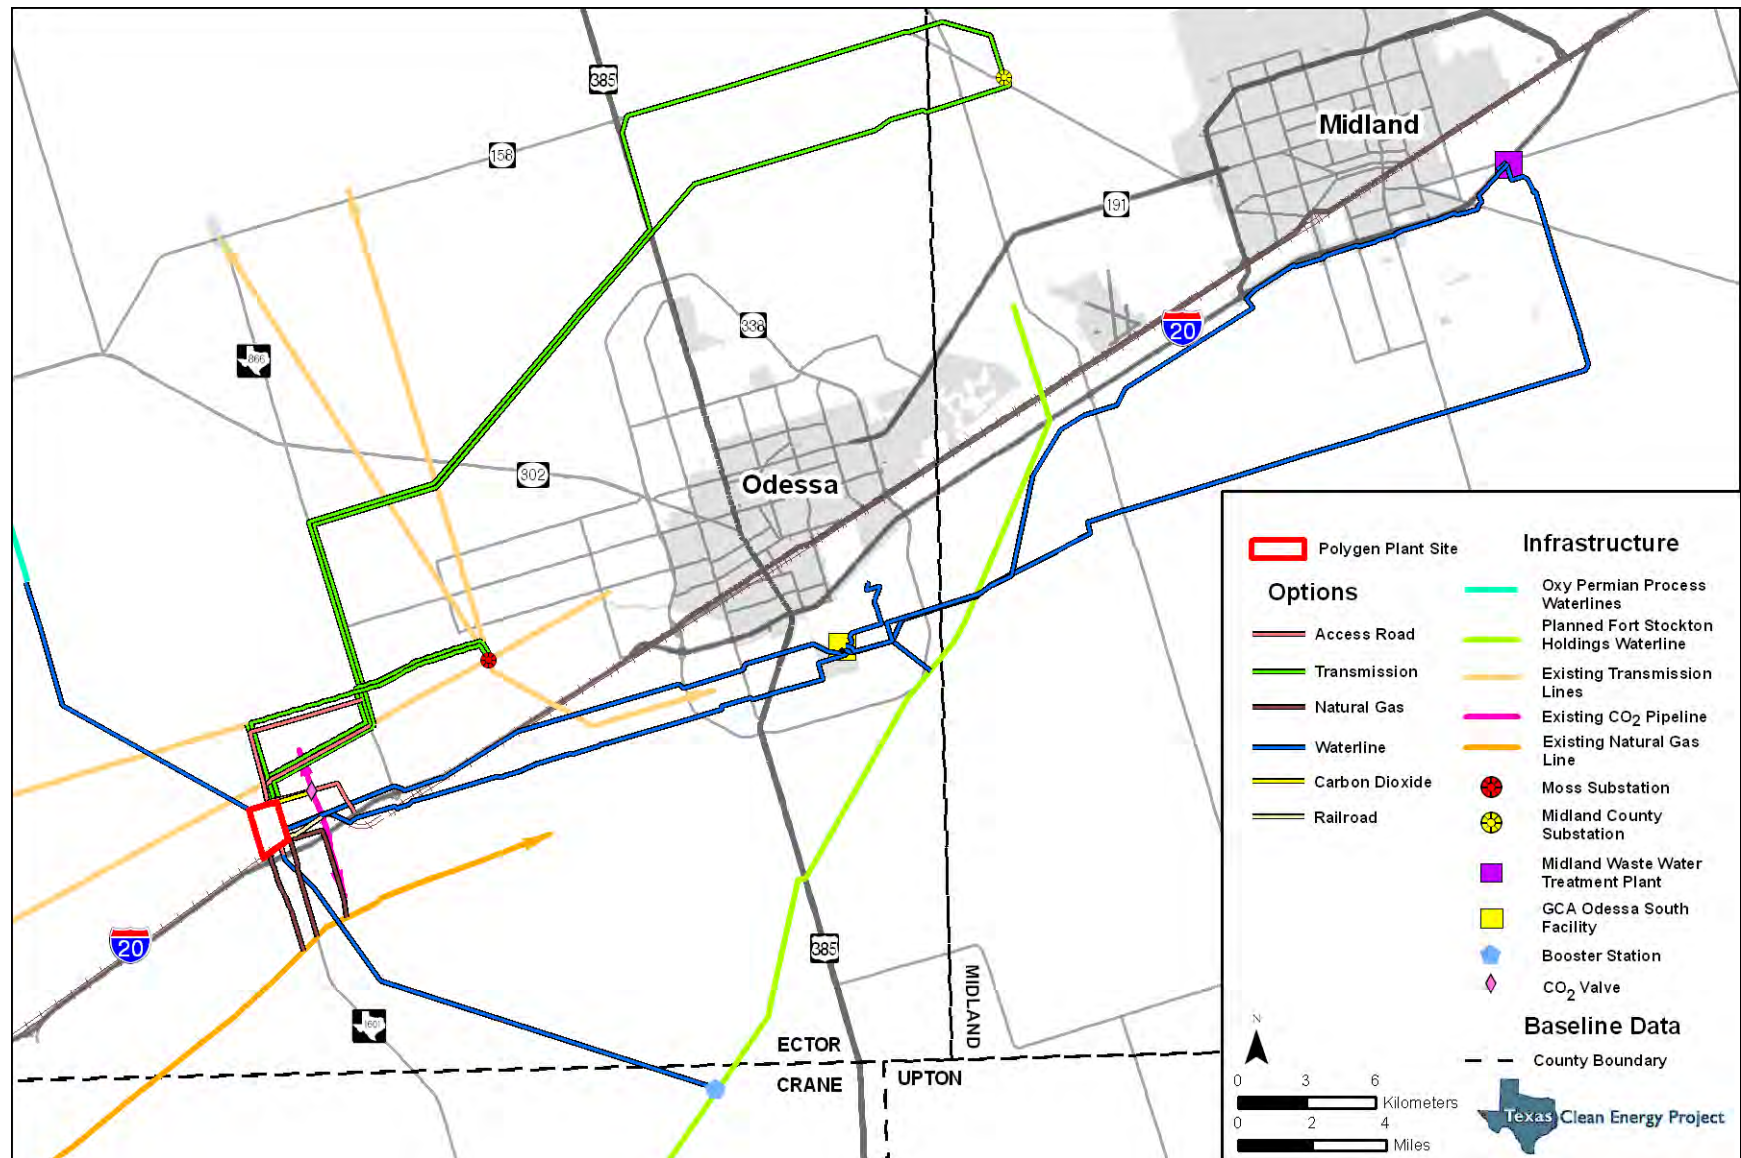 385
Midland
158
191
338
20
866
302
Odessa
20
385
1601
MIDLAND
ECTOR
CRANE
UPTON
Polygen Plant Site
Options
Access Road
Transmission
Natural Gas
Waterline
Carbon Dioxide
Railroad
Infrastructure
Oxy Permian Process
Waterlines
Planned Fort Stockton
Holdings Waterline
Existing Transmission
Lines
Existing CO2 Pipeline
Existing Natural Gas
Line
Moss Substation
Midland County
Substation
Midland Waste Water
Treatment Plant
GCA Odessa South
Facility
Booster Station
CO2 Valve
Baseline Data
County Boundary
N
0 3 6
Kilometers
0 2 4
Miles
Texas Clean Energy Project